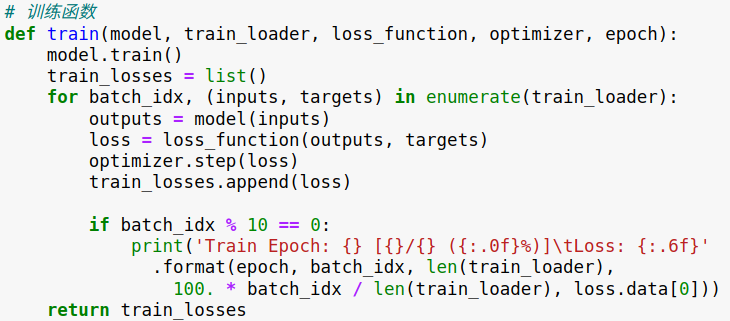 # 训练函数
def train(model, train_loader, loss_function, optimizer, epoch):
    model.train()
    train_losses = list()
    for batch_idx, (inputs, targets) in enumerate(train_loader):
        outputs = model(inputs)
        loss = loss_function(outputs, targets)
        optimizer.step(loss)
        train_losses.append(loss)

        if batch_idx % 10 == 0:
            print('Train Epoch: {} [{}/{} ({:.0f}%)]\tLoss: {:.6f}'
              .format(epoch, batch_idx, len(train_loader),
                100. * batch_idx / len(train_loader), loss.data[0]))
    return train_losses